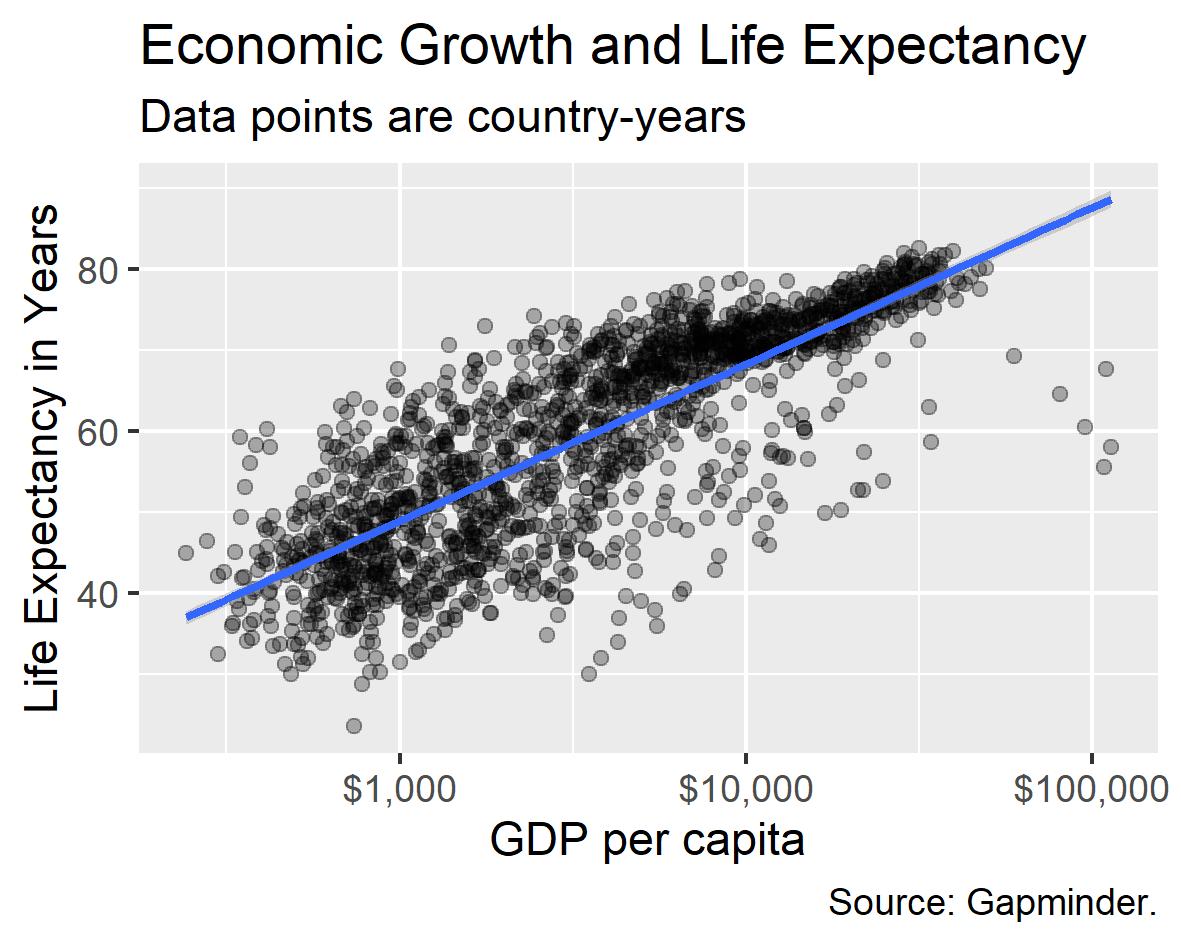 Economic Growth and Life Expectancy
Data points are country-years
Life Expectancy in Years
80
60
40
$1,000
$10,000
$100,000
GDP per capita
Source: Gapminder.